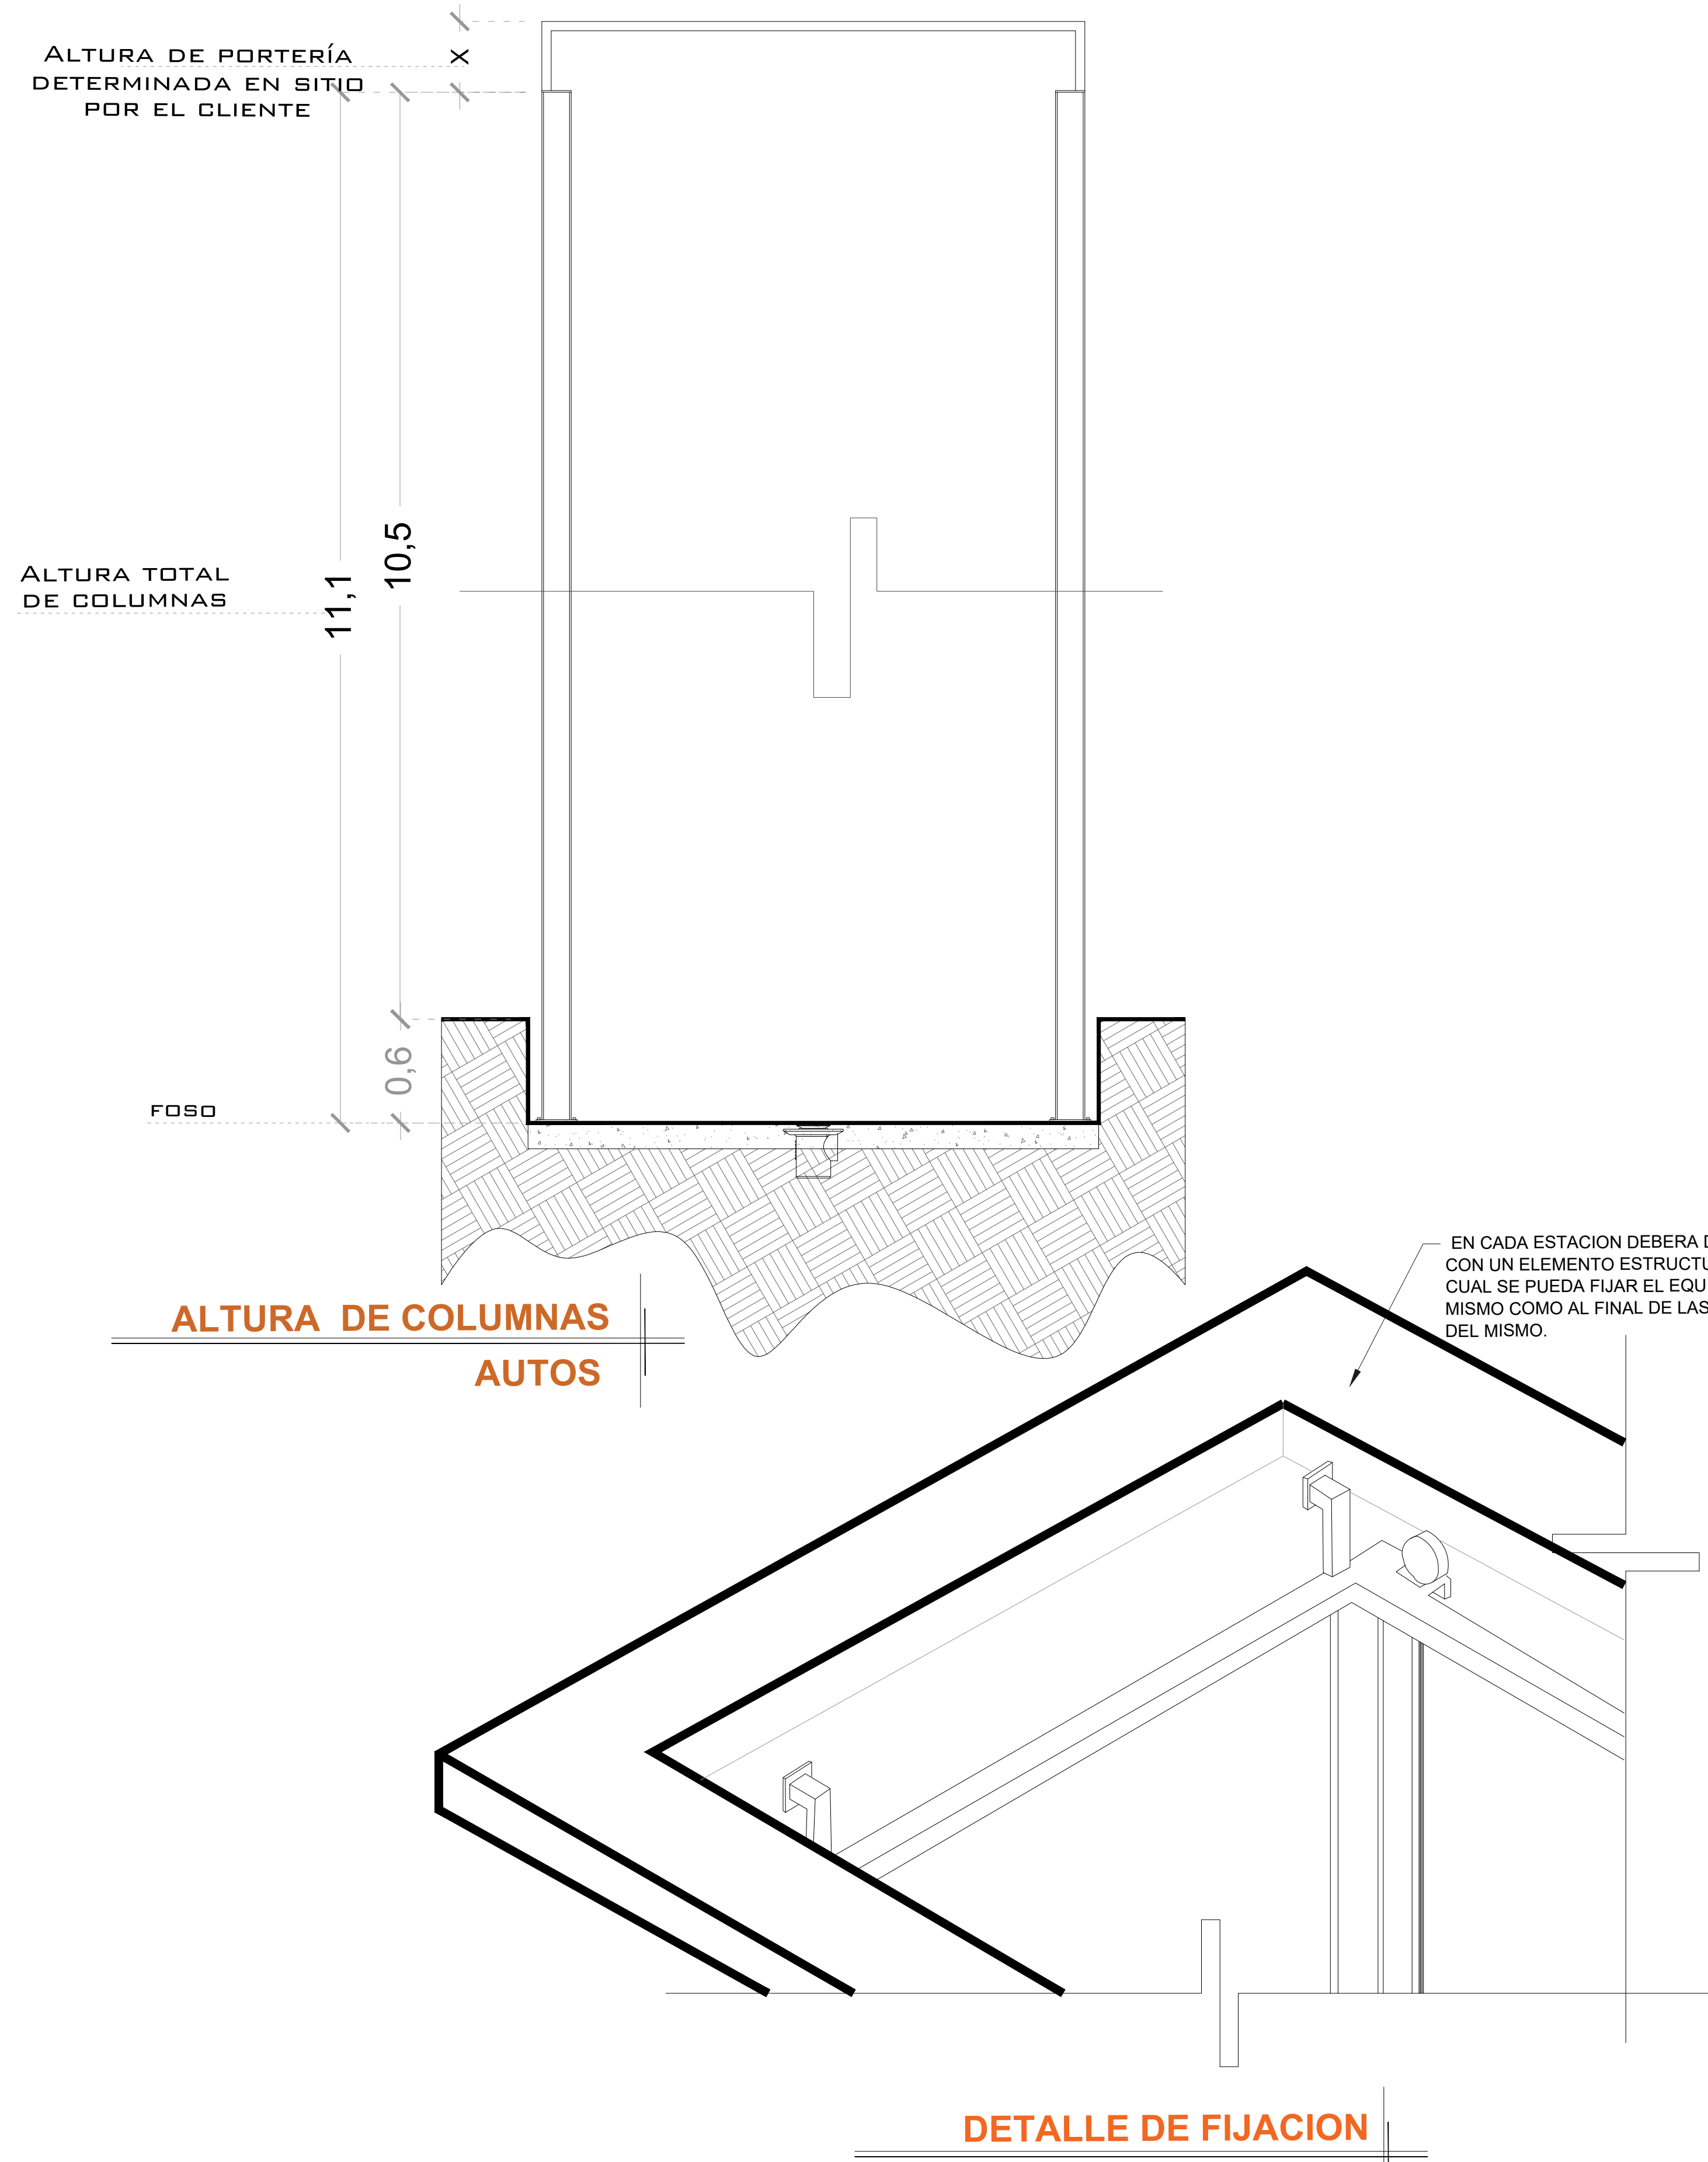 ALTURA DE PORTERÍA
DETERMINADA EN SITIO
POR EL CLIENTE
X
10,5
11,1
ALTURA TOTAL
DE COLUMNAS
0,6
FOSO
ALTURA DE COLUMNAS
AUTOS
EN CADA ESTACION DEBERA
CON UN ELEMENTO
CUAL SE PUEDA FIJAR EL
MISMO COMO AL FINAL DE LAS
DEL MISMO.
DETALLE DE FIJACION